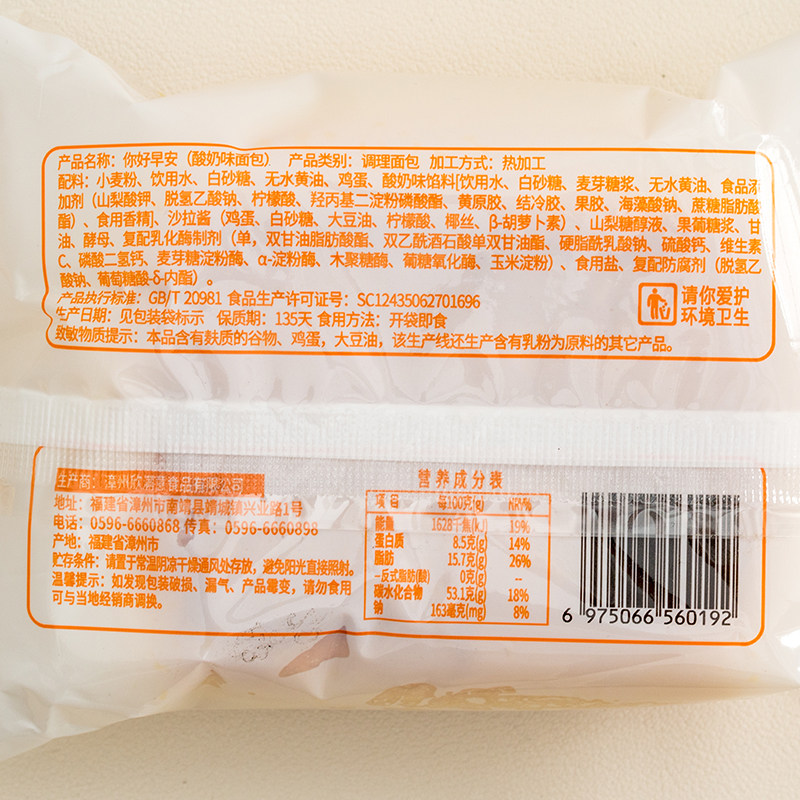 产品名称：你好早安（酸奶味面包） 产品类别：调理面包 加工方式：热加工
配料：小麦粉、饮用水、白砂糖、无水黄油、鸡蛋、酸奶味馅料[饮用水、白砂糖、麦芽糖浆、无水黄油、食品添
加剂（山梨酸钾、脱氢乙酸钠、柠檬酸、羟丙基二淀粉磷酸酯、黄原胶、结冷胶、果胶、海藻酸钠、蔗糖脂肪酸
酯）、食用香精]、沙拉酱（鸡蛋、白砂糖、大豆油、柠檬酸、椰丝、β-胡萝卜素）、山梨糖醇液、果葡糖浆、甘
油、酵母、复配乳化酶制剂（单，双甘油脂肪酸酯、双乙酰酒石酸单双甘油酯、硬脂酰乳酸钠、硫酸钙、维生素
C、磷酸二氢钙、麦芽糖淀粉酶、α-淀粉酶、木聚糖酶、葡糖氧化酶、玉米淀粉）、食用盐、复配防腐剂（脱氢乙
酸钠、葡萄糖酸-δ-内酯）。
产品执行标准：GB/T 20981 食品生产许可证号：SC12435062701696
生产日期：见包装袋标示 保质期：135天 食用方法：开袋即食
致敏物质提示：本品含有麸质的谷物、鸡蛋，大豆油，该生产线还生产含有乳粉为原料的其它产品。
请你爱护
环境卫生
生产商：漳州欣食品有限公司
地址：福建省漳州市南靖县靖城镇兴业路1号
电话：0596-6660868 传真：0596-6660898
产地：福建省漳州市
贮存条件：请置于常温阴凉干燥通风处存放，避免阳光直接照射。
温馨提示：如发现包装破损、漏气、产品霉变，请勿食用
可与当地经销商调换。
营养成分表
项目 每100克(g) NRV%
能量 1628千焦(kJ) 19%
蛋白质 8.5克(g) 14%
脂肪 15.7克(g) 26%
–反式脂肪(酸) 0克(g) --
碳水化合物 53.1克(g) 18%
钠 163毫克(mg) 8%
6 975066 560192